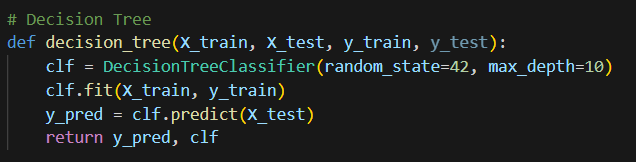 # Decision Tree
def decision_tree(X_train, X_test, y_train, y_test):
    clf = DecisionTreeClassifier(random_state=42, max_depth=10)
    clf.fit(X_train, y_train)
    y_pred = clf.predict(X_test)
    return y_pred, clf